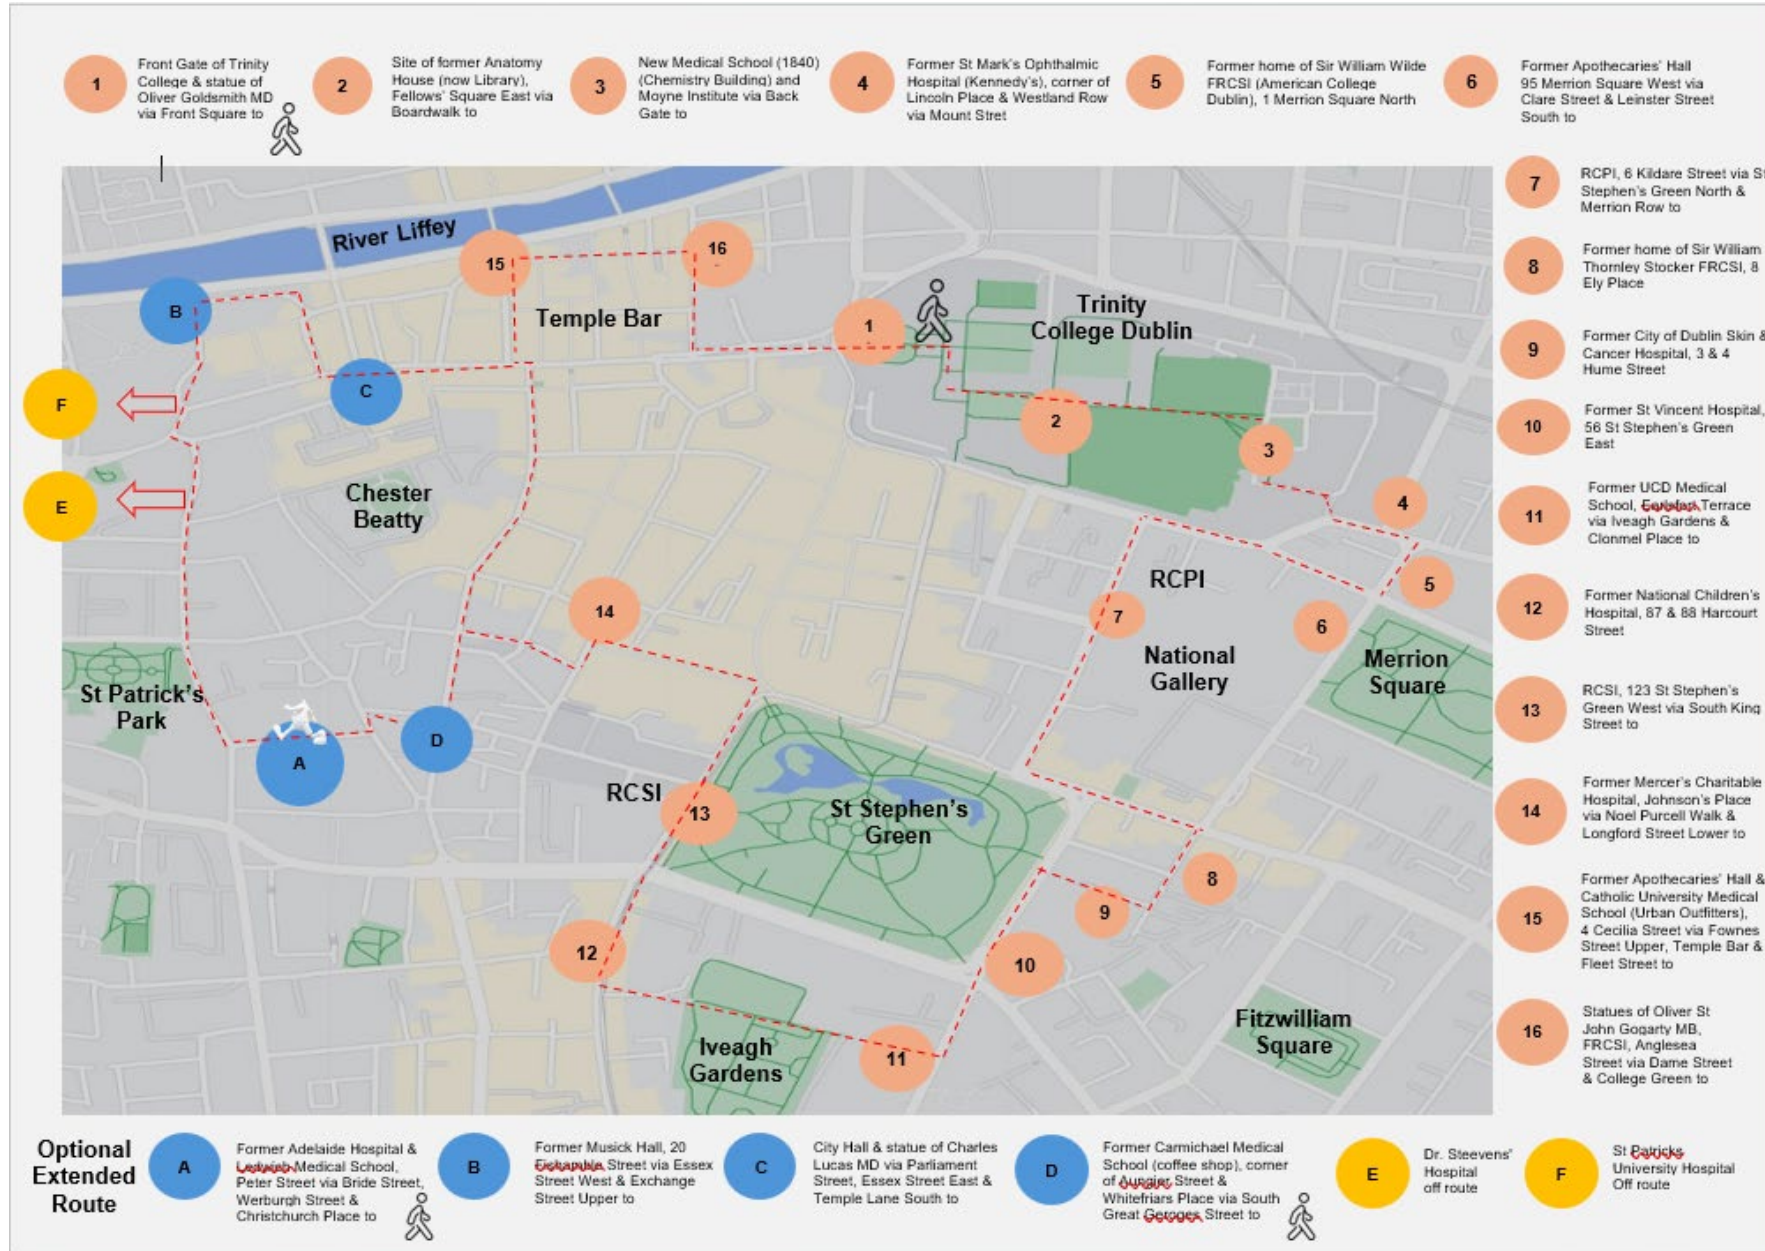 1
Front Gate of Trinity
College & statue of
Oliver Goldsmith MD
via Front Square to
2
Site of former Anatomy
House (now Library),
Fellows' Square East via
Boardwalk to
3
New Medical School (1840)
(Chemistry Building) and
Moyne Institute via Back
Gate to
4
Former St Mark's Ophthalmic
Hospital (Kennedy's), corner of
Lincoln Place & Westland Row
via Mount Stret
5
Former home of Sir William Wilde
FRCSI (American College
Dublin), 1 Merrion Square North
6
Former Apothecaries' Hall
95 Merrion Square West via
Clare Street & Leinster Street
South to
7
RCPI, 6 Kildare Street via St
Stephen's Green North &
Merrion Row to
8
Former home of Sir William
Thornley Stocker FRCSI, 8
Ely Place
9
Former City of Dublin Skin &
Cancer Hospital, 3 & 4
Hume Street
10
Former St Vincent Hospital,
56 St Stephen's Green
East
11
Former UCD Medical
School, Earlsfort Terrace
via Iveagh Gardens &
Clonmel Place to
12
Former National Children's
Hospital, 87 & 88 Harcourt
Street
13
RCSI, 123 St Stephen's
Green West via South King
Street to
14
Former Mercer's Charitable
Hospital, Johnson's Place
via Noel Purcell Walk &
Longford Street Lower to
15
Former Apothecaries' Hall &
Catholic University Medical
School (Urban Outfitters),
4 Cecilia Street via Fownes
Street Upper, Temple Bar &
Fleet Street to
16
Statues of Oliver St
John Gogarty MB,
FRCSI, Anglesea
Street via Dame Street
& College Green to
River Liffey
15
16
B
Temple Bar
1
Trinity
College Dublin
F
C
2
3
E
Chester
Beatty
4
14
RCPI
5
7
6
National
Gallery
Merrion
Square
St Patrick's
Park
D
A
RCSI
13
St Stephen's
Green
8
9
12
10
Fitzwilliam
Square
Iveagh
Gardens
11
Optional
Extended
Route
A
Former Adelaide Hospital &
Ledwich Medical School,
Peter Street via Bride Street,
Werburgh Street &
Christchurch Place to
B
Former Musick Hall, 20
Fishamble Street via Essex
Street West & Exchange
Street Upper to
C
City Hall & statue of Charles
Lucas MD via Parliament
Street, Essex Street East &
Temple Lane South to
D
Former Carmichael Medical
School (coffee shop), corner
of Aungier Street &
Whitefriars Place via South
Great Geroges Street to
E
Dr. Steevens'
Hospital
off route
F
St Patricks
University Hospital
Off route